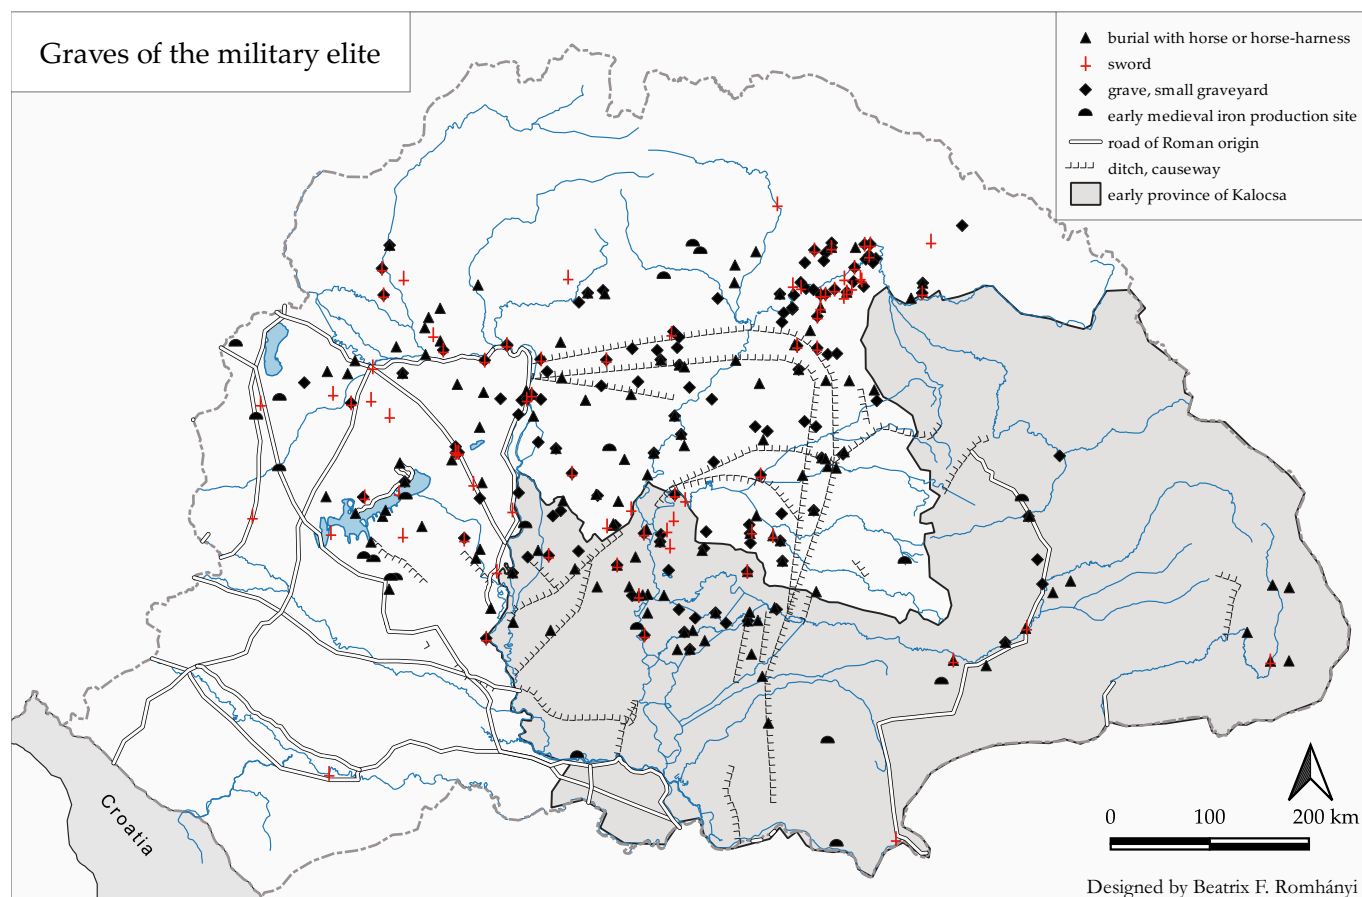 Graves of the military elite
burial with horse or horse-harness
sword
grave, small graveyard
early medieval iron production site
road of Roman origin
ditch, causeway
early province of Kalocsa
Croatia
0 100 200 km
Designed by Beatrix F. Romhányi